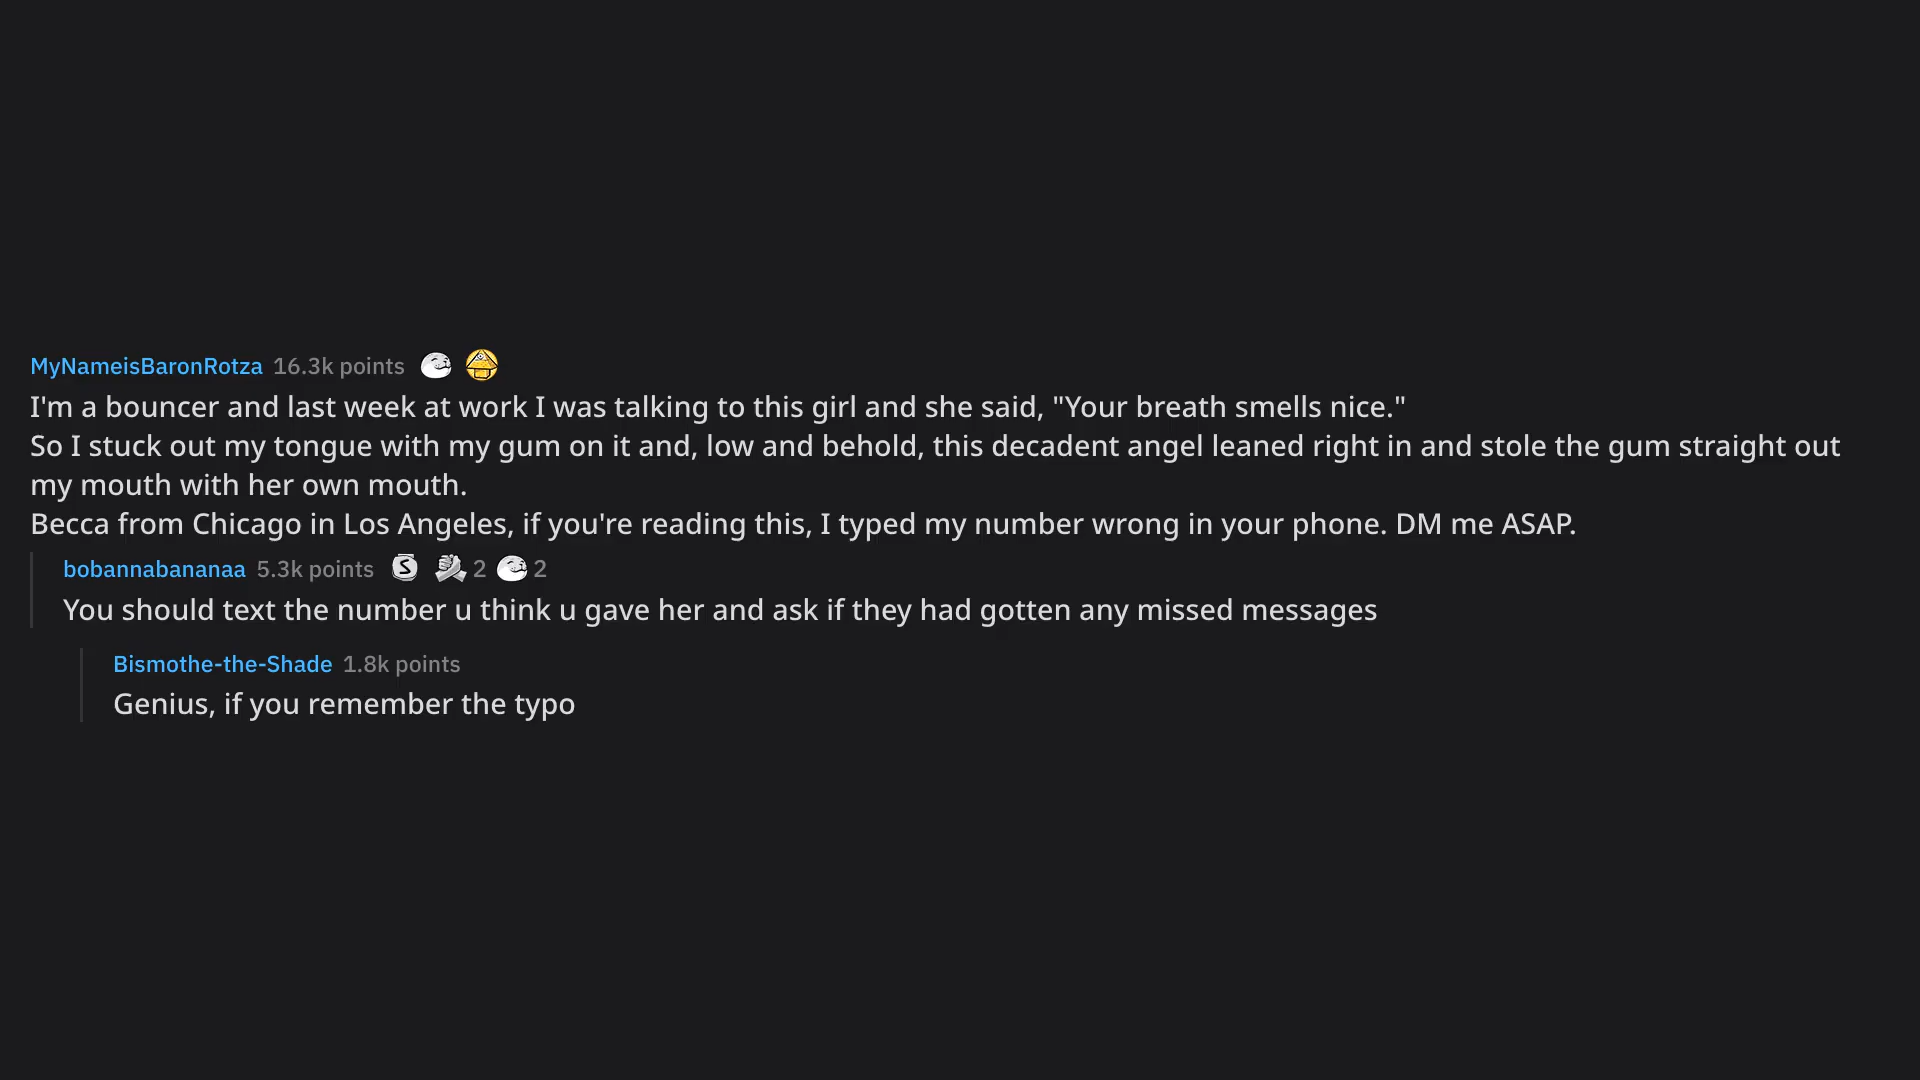 MyNameisBaronRotza 16.3k points
I'm a bouncer and last week at work I was talking to this girl and she said, "Your breath smells nice."
So I stuck out my tongue with my gum on it and, low and behold, this decadent angel leaned right in and stole the gum straight out
my mouth with her own mouth.
Becca from Chicago in Los Angeles, if you're reading this, I typed my number wrong in your phone. DM me ASAP.
bobannabananaa 5.3k points S 2 2
You should text the number u think u gave her and ask if they had gotten any missed messages
Bismothe-the-Shade 1.8k points
Genius, if you remember the typo